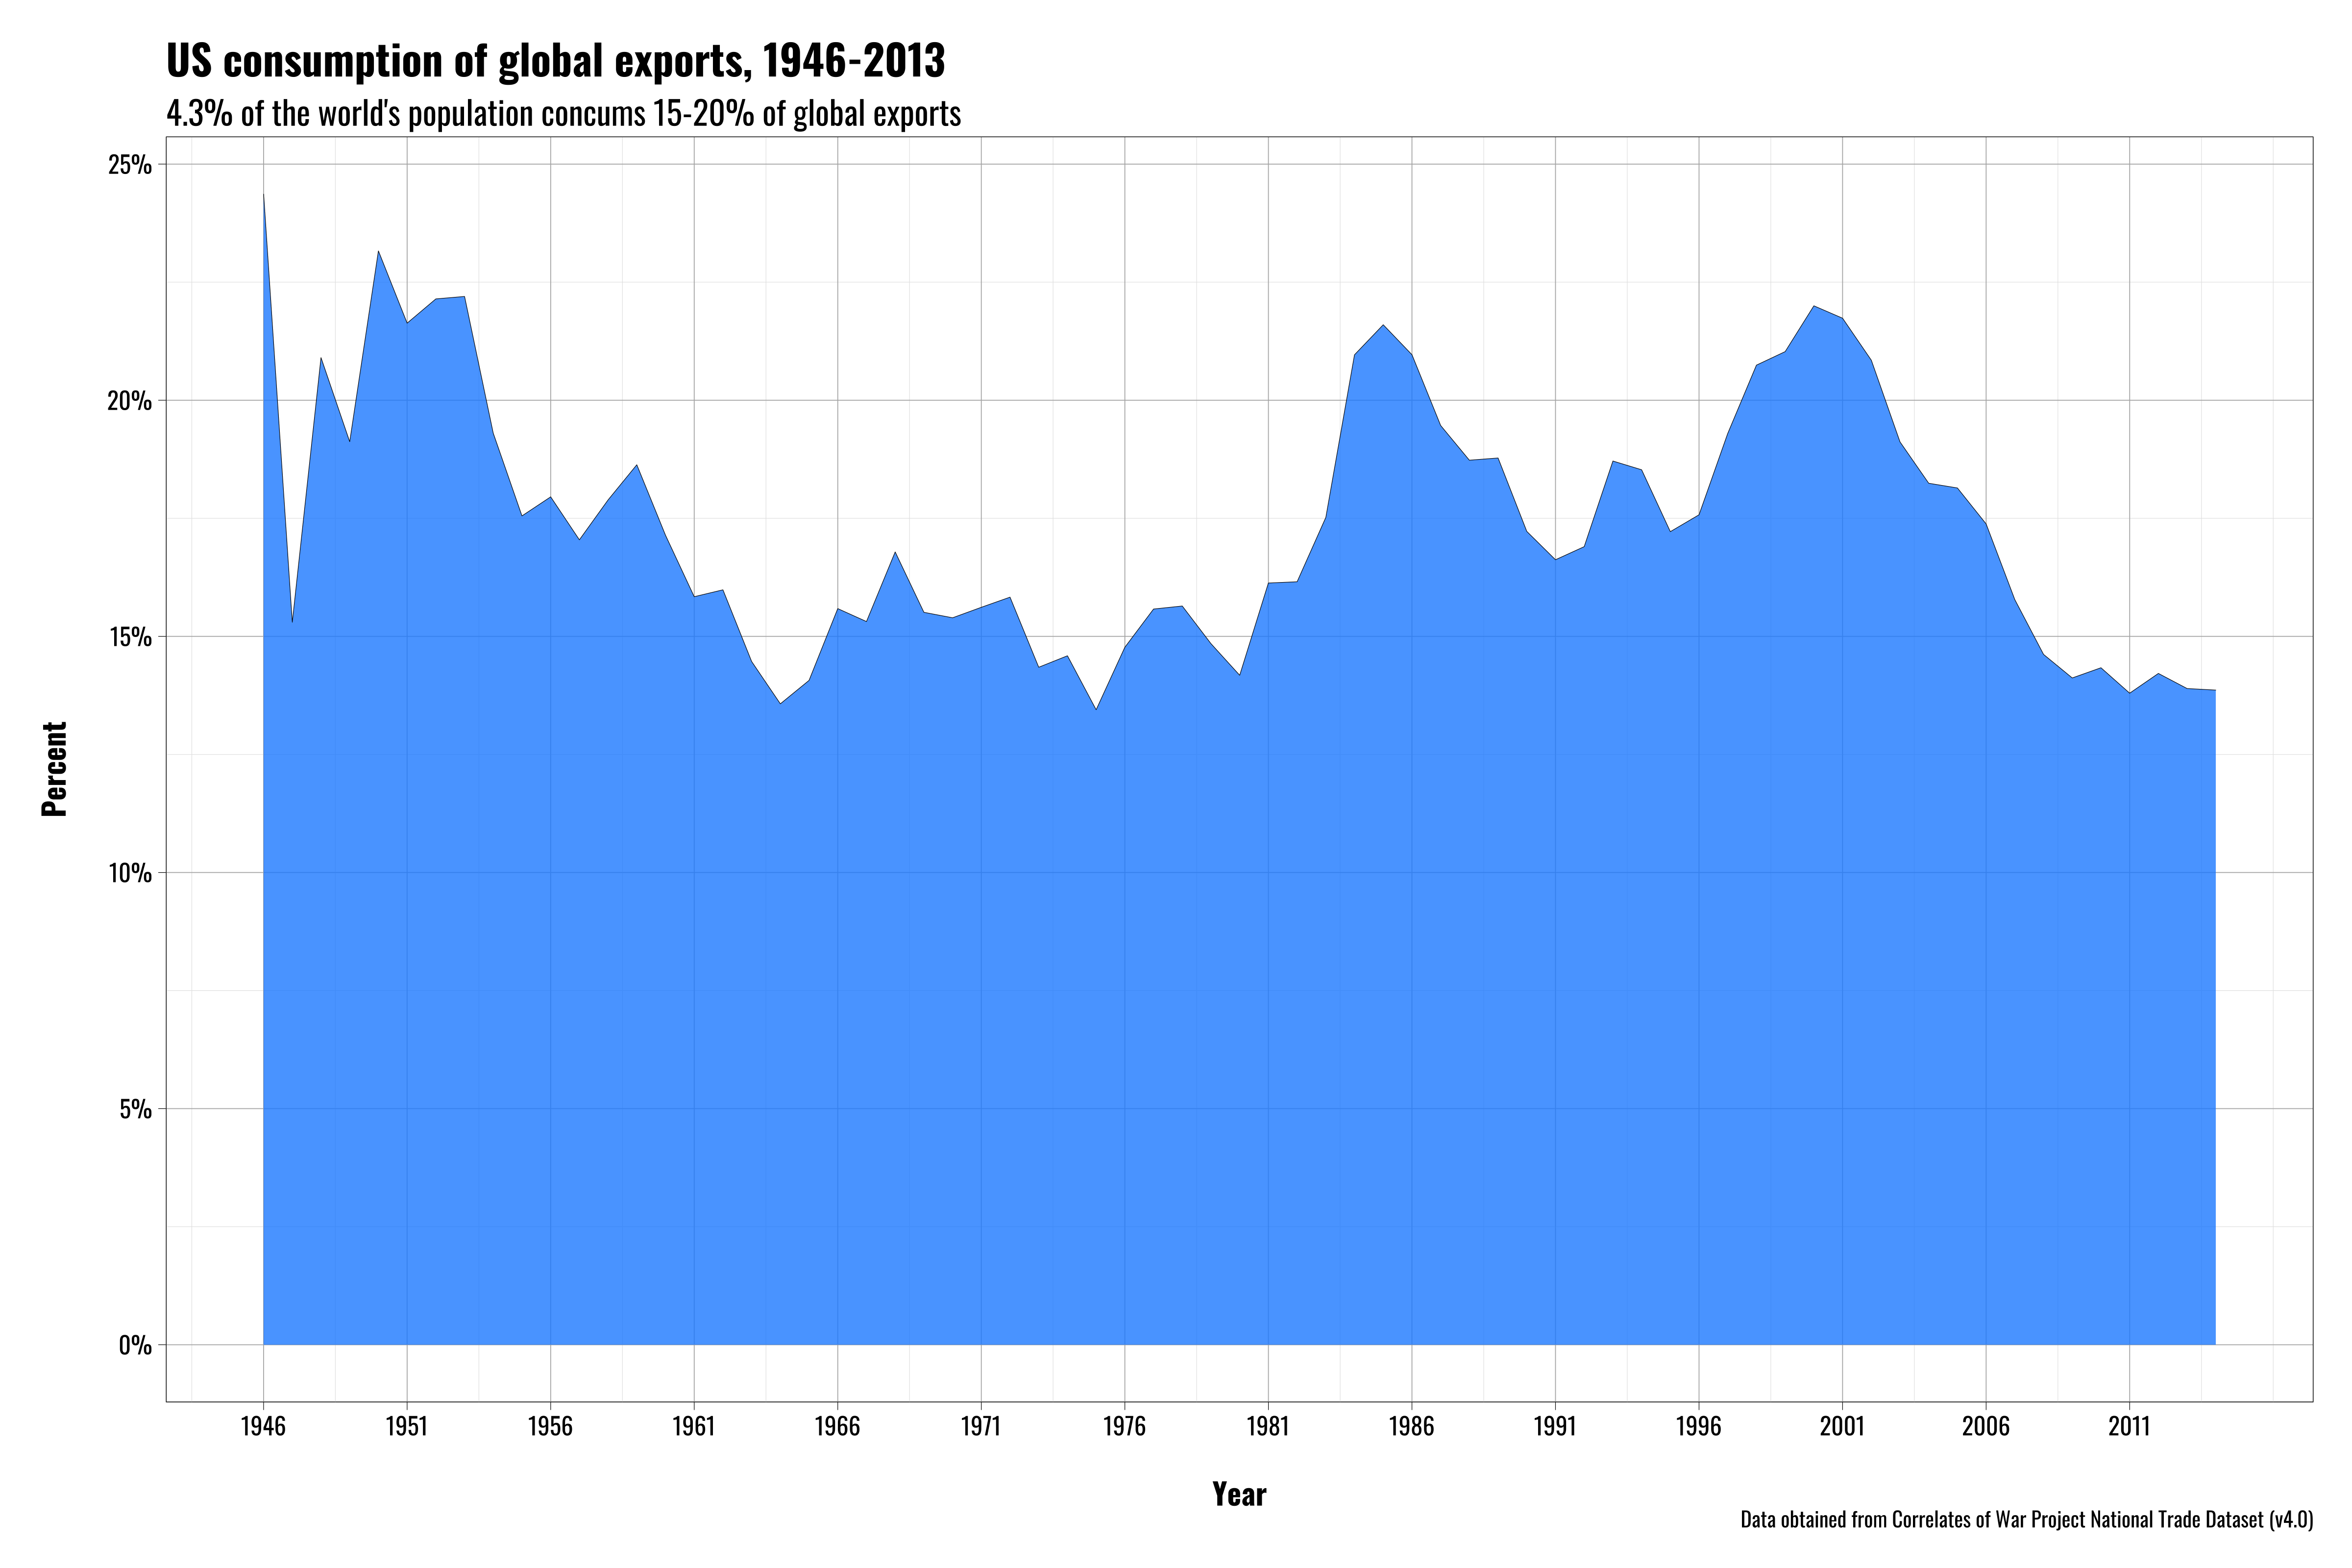 US consumption of global exports, 1946-2013
4.3% of the world's population concums 15-20% of global exports
25%
20%
15%
10%
5%
0%
Percent
1946 1951 1956 1961 1966 1971 1976 1981 1986 1991 1996 2001 2006 2011
Year
Data obtained from Correlates of War Project National Trade Dataset (v4.0)